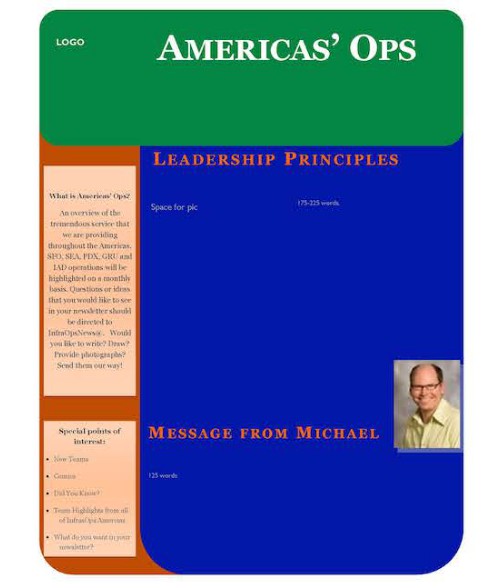 LOGO
AMERICAS' OPS
LEADERSHIP PRINCIPLES
Space for pic
175-225 words.
What is Americas' Ops?
An overview of the
tremendous service that
we are providing
throughout the Americas.
SFO, SEA, PDX, GRU and
IAD operations will be
highlighted on a monthly
basis. Questions or ideas
that you would like to see
in your newsletter should
be directed to
InfraOpsNews@. Would
you like to write? Draw?
Provide photographs?
Send them our way!
MESSAGE FROM MICHAEL
125 words
Special points of
interest:
• New Teams
• 
• Did You Know?
• Team Highlights from all
of InfraOps Americas
• What do you want in your
newsletter?